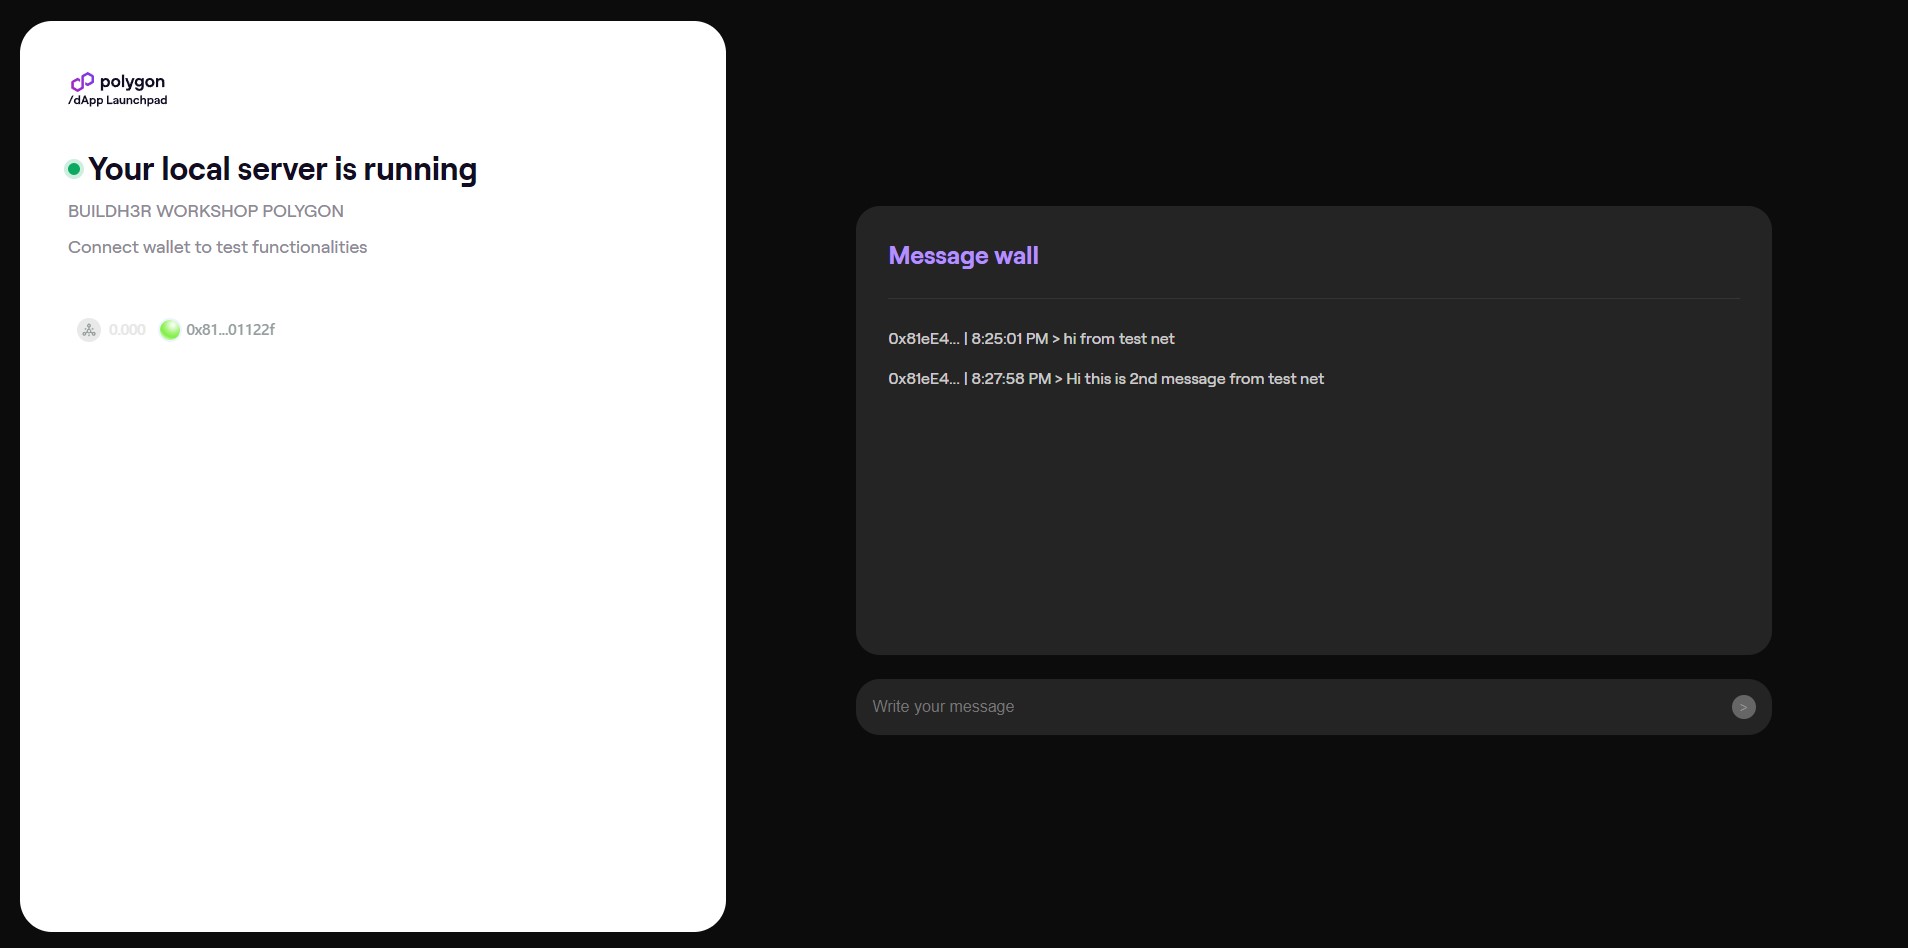 polygon
/dApp Launchpad
Your local server is running
BUILDH3R WORKSHOP POLYGON
Connect wallet to test functionalities
0.000 0x81...01122f
Message wall
0x81eE4... | 8:25:01 PM > hi from test net
0x81eE4... | 8:27:58 PM > Hi this is 2nd message from test net
Write your message >